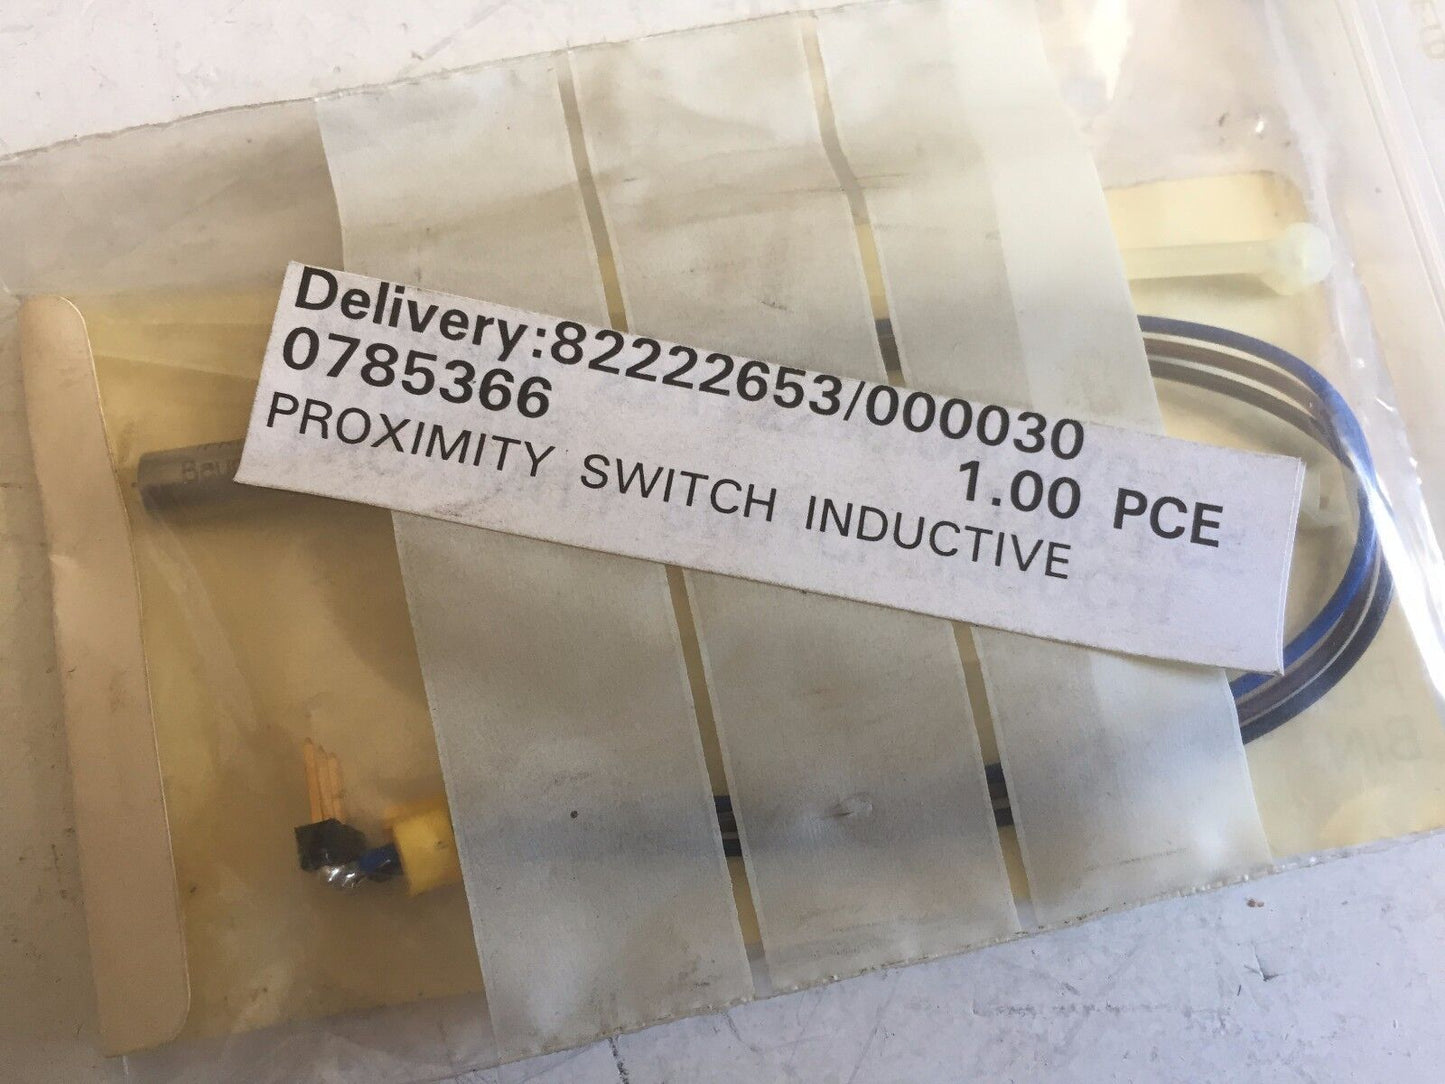 Delivery:82222653/000030
0785366
1.00 PCE
PROXIMITY SWITCH INDUCTIVE